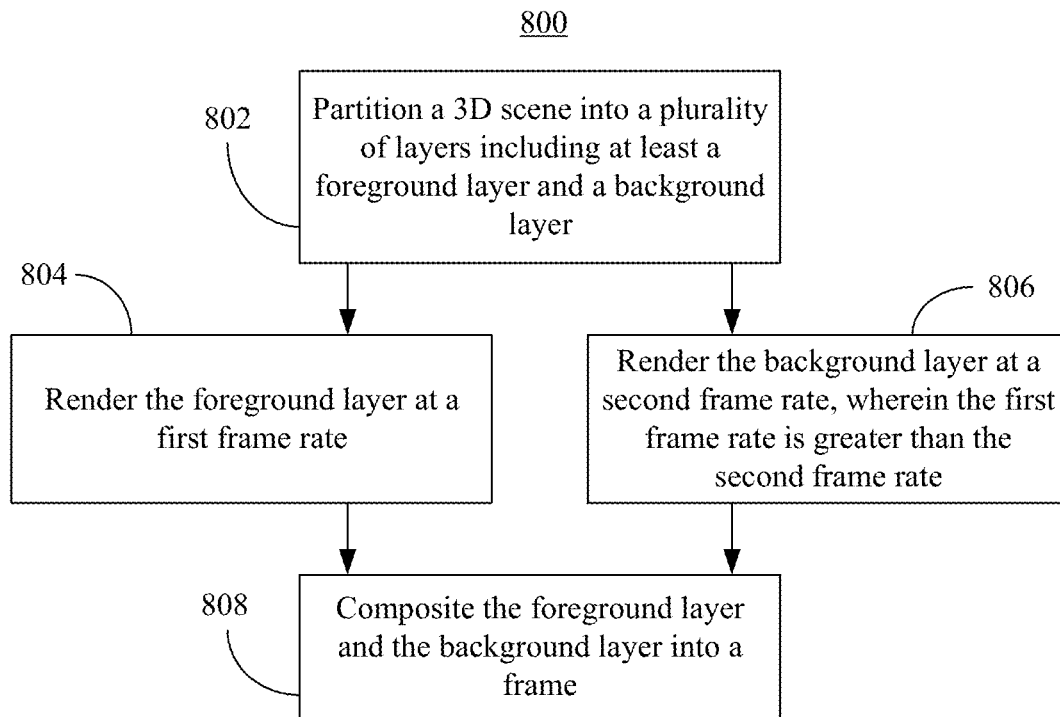 800
802
Partition a 3D scene into a plurality
of layers including at least a
foreground layer and a background
layer
804
806
Render the foreground layer at a
first frame rate
Render the background layer at a
second frame rate, wherein the first
frame rate is greater than the
second frame rate
808
Composite the foreground layer
and the background layer into a
frame